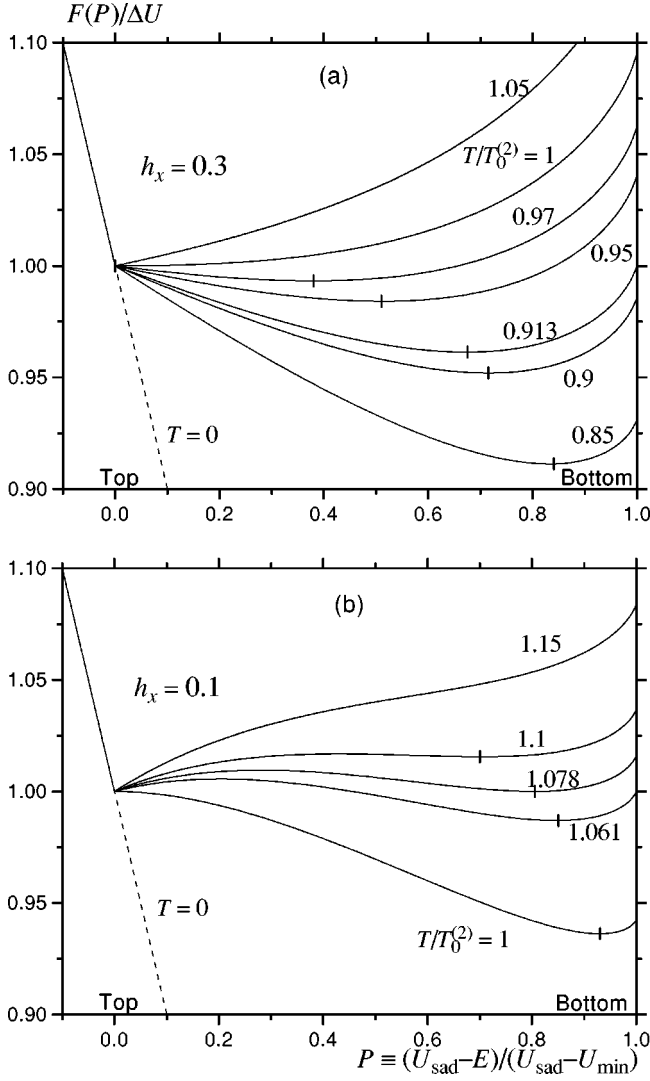 F(P)/ΔU
1.10
1.05
1.00
0.95
0.90
(a)
1.05
h_x = 0.3
T/T_0^(2) = 1
0.97
0.95
0.913
0.9
0.85
T = 0
Top
Bottom
0.0 0.2 0.4 0.6 0.8 1.0
1.10
1.05
1.00
0.95
0.90
(b)
1.15
h_x = 0.1
1.1
1.078
1.061
T = 0
T/T_0^(2) = 1
Top
Bottom
0.0 0.2 0.4 0.6 0.8 1.0
P ≡ (U_sad–E)/(U_sad–U_min)